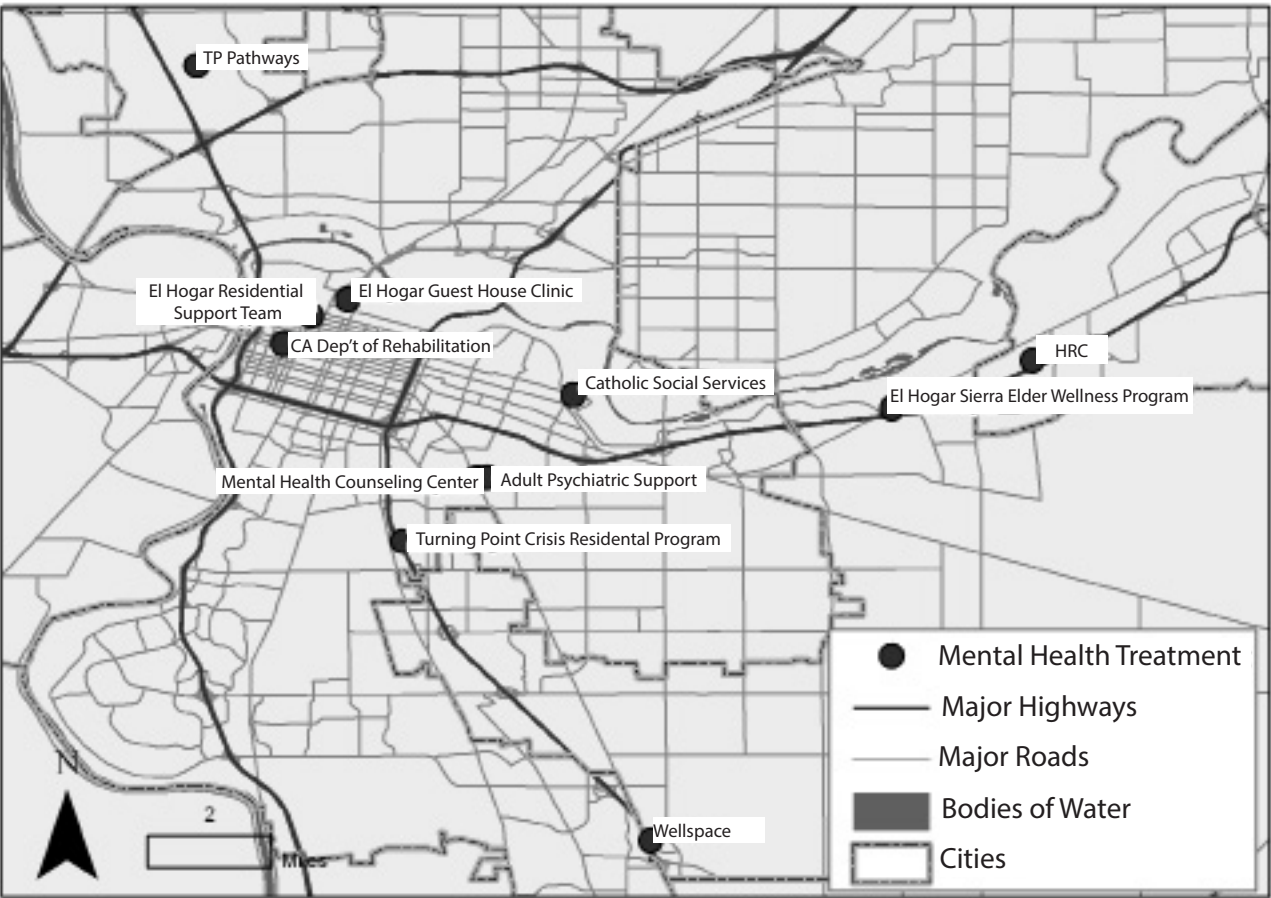 TP Pathways
El Hogar Residential
Support Team
El Hogar Guest House Clinic
CA Dep't of Rehabilitation
HRC
Catholic Social Services
El Hogar Sierra Elder Wellness Program
Mental Health Counseling Center
Adult Psychiatric Support
Turning Point Crisis Residental Program
Wellspace
N
2
Miles
Mental Health Treatment
Major Highways
Major Roads
Bodies of Water
Cities